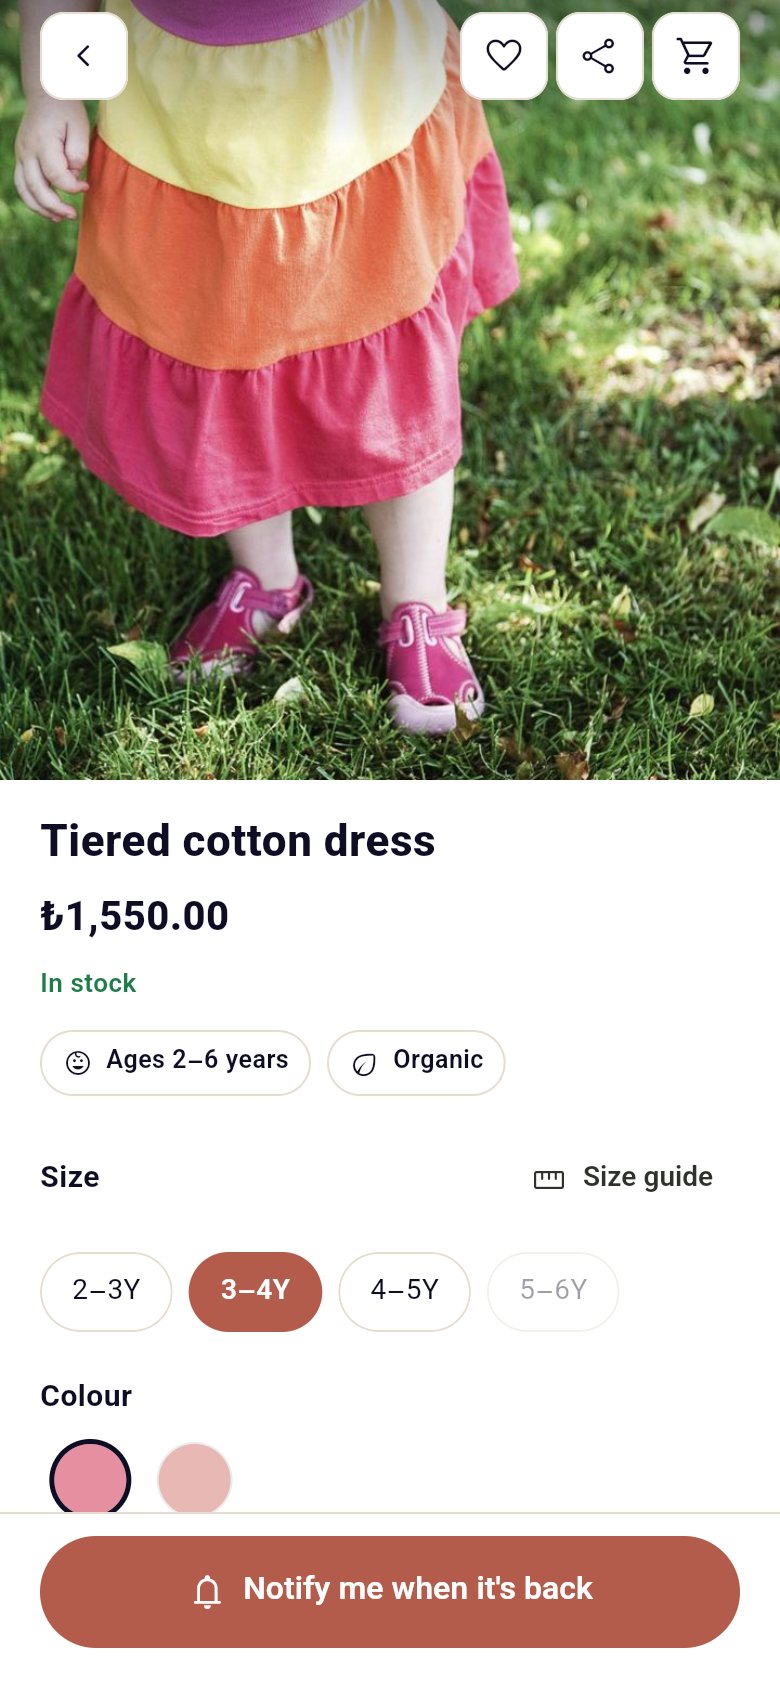 Tiered cotton dress
₺1,550.00
In stock
Ages 2–6 years
Organic
Size
Size guide
2–3Y
3–4Y
4–5Y
5–6Y
Colour
Notify me when it's back